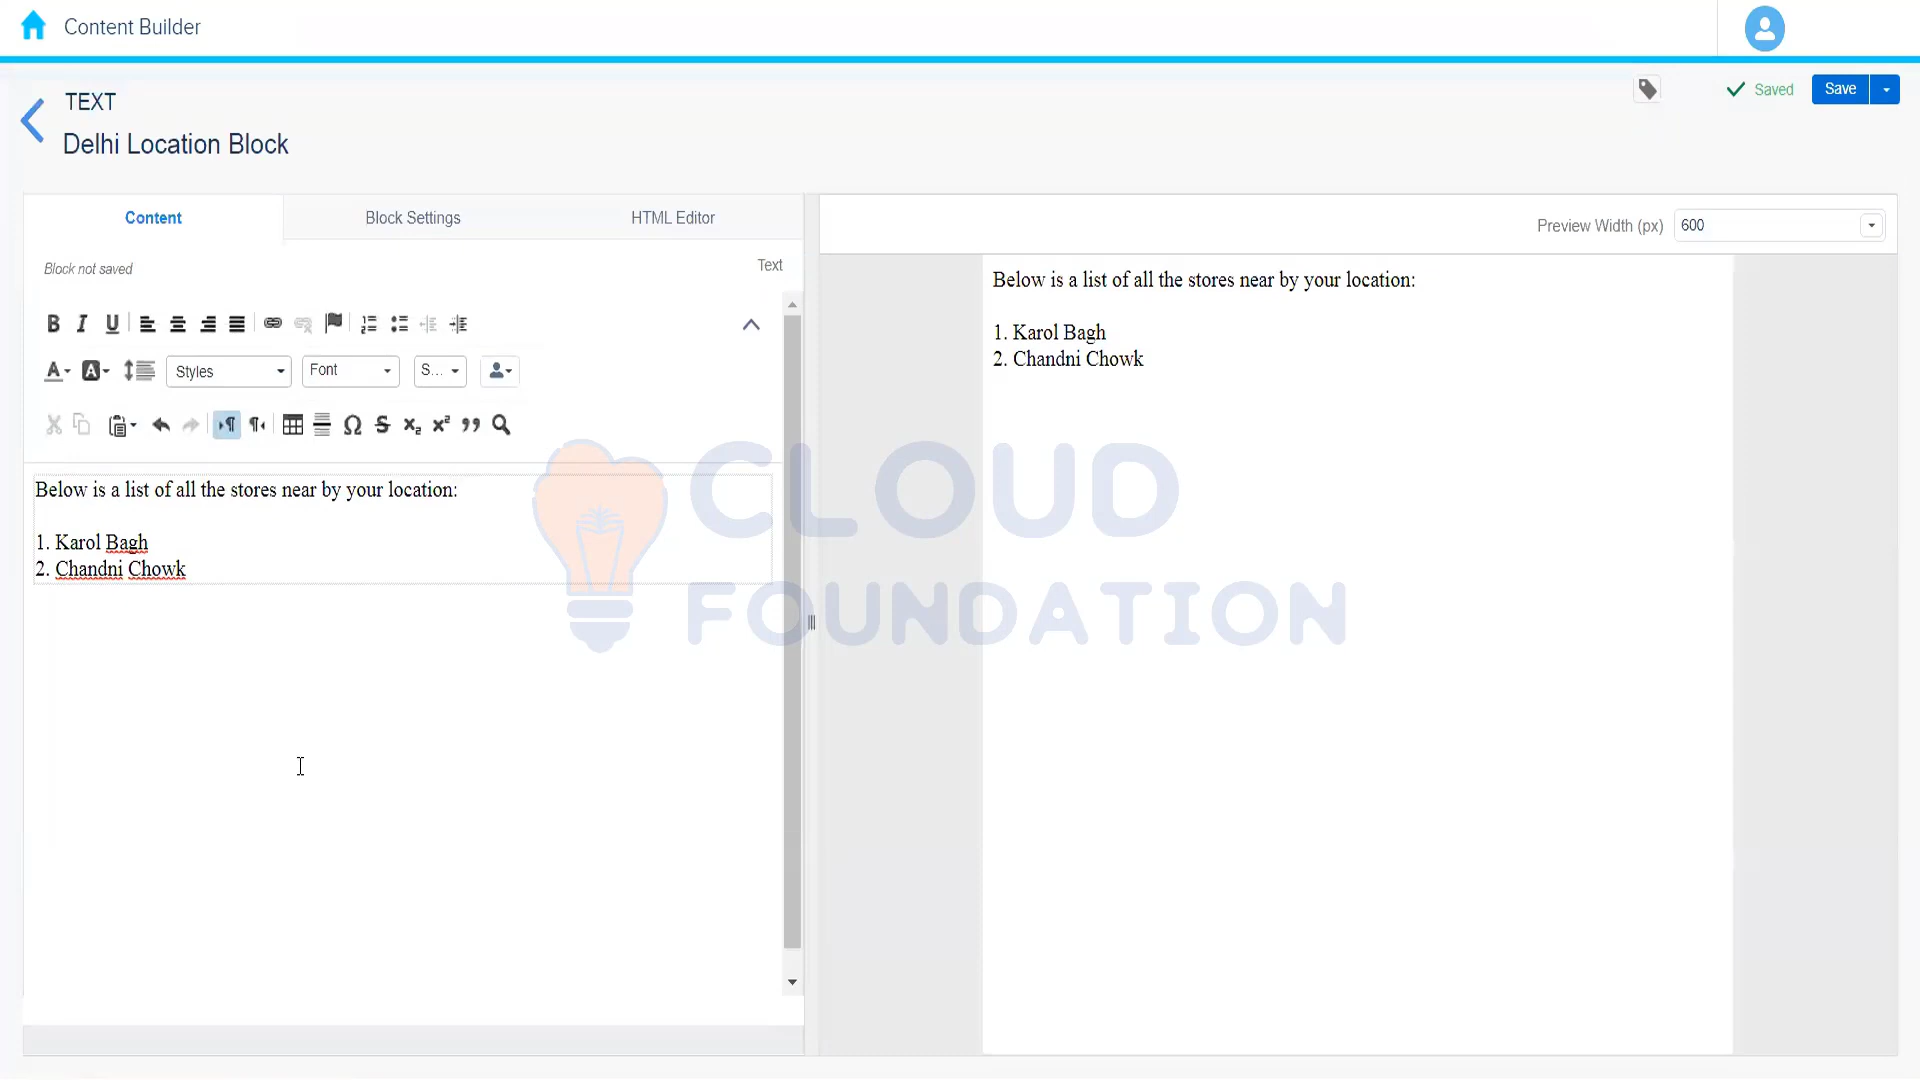 Content Builder
TEXT
Delhi Location Block
Saved
Save
Content
Block Settings
HTML Editor
Preview Width (px)
600
Block not saved
Text
B I U
A A Styles Font S...
Ω S x₂ x²
Below is a list of all the stores near by your location:
1. Karol Bagh
2. Chandni Chowk
Below is a list of all the stores near by your location:
1. Karol Bagh
2. Chandni Chowk
CLOUD
FOUNDATION